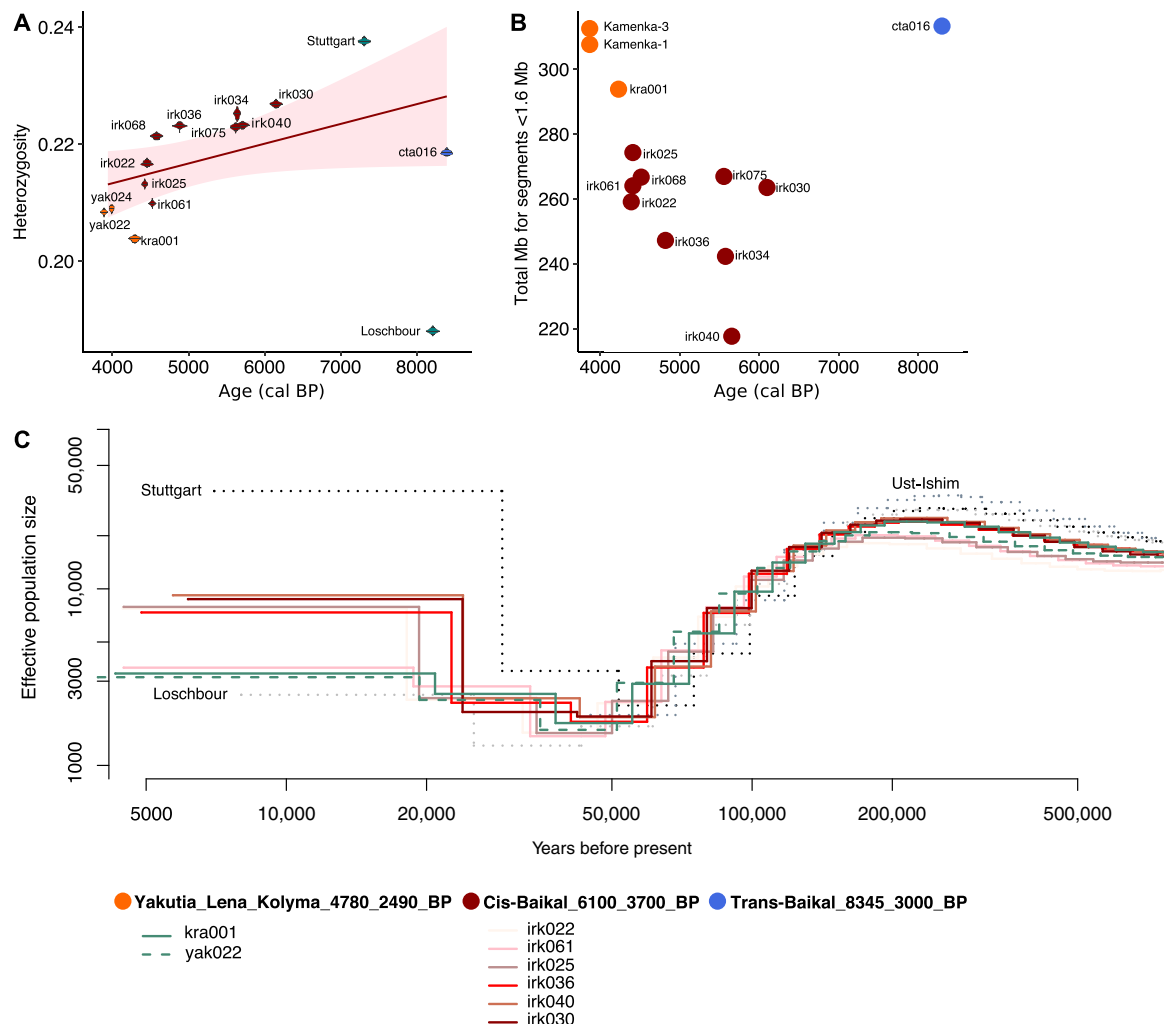 A
0.24
0.22
0.20
Heterozygosity
Stuttgart
irk030
irk034
irk036
irk068
irk075
irk040
cta016
irk022
irk025
yak024
irk061
yak022
kra001
Loschbour
4000
5000
6000
7000
8000
Age (cal BP)
B
Total Mb for segments <1.6 Mb
300
280
260
240
220
Kamenka-3
Kamenka-1
cta016
kra001
irk025
irk068
irk075
irk061
irk030
irk022
irk036
irk034
irk040
4000
5000
6000
7000
8000
Age (cal BP)
C
Effective population size
50,000
10,000
3000
1000
Stuttgart
Ust-Ishim
Loschbour
5000
10,000
20,000
50,000
100,000
200,000
500,000
Years before present
Yakutia_Lena_Kolyma_4780_2490_BP
Cis-Baikal_6100_3700_BP
Trans-Baikal_8345_3000_BP
kra001
yak022
irk022
irk061
irk025
irk036
irk040
irk030